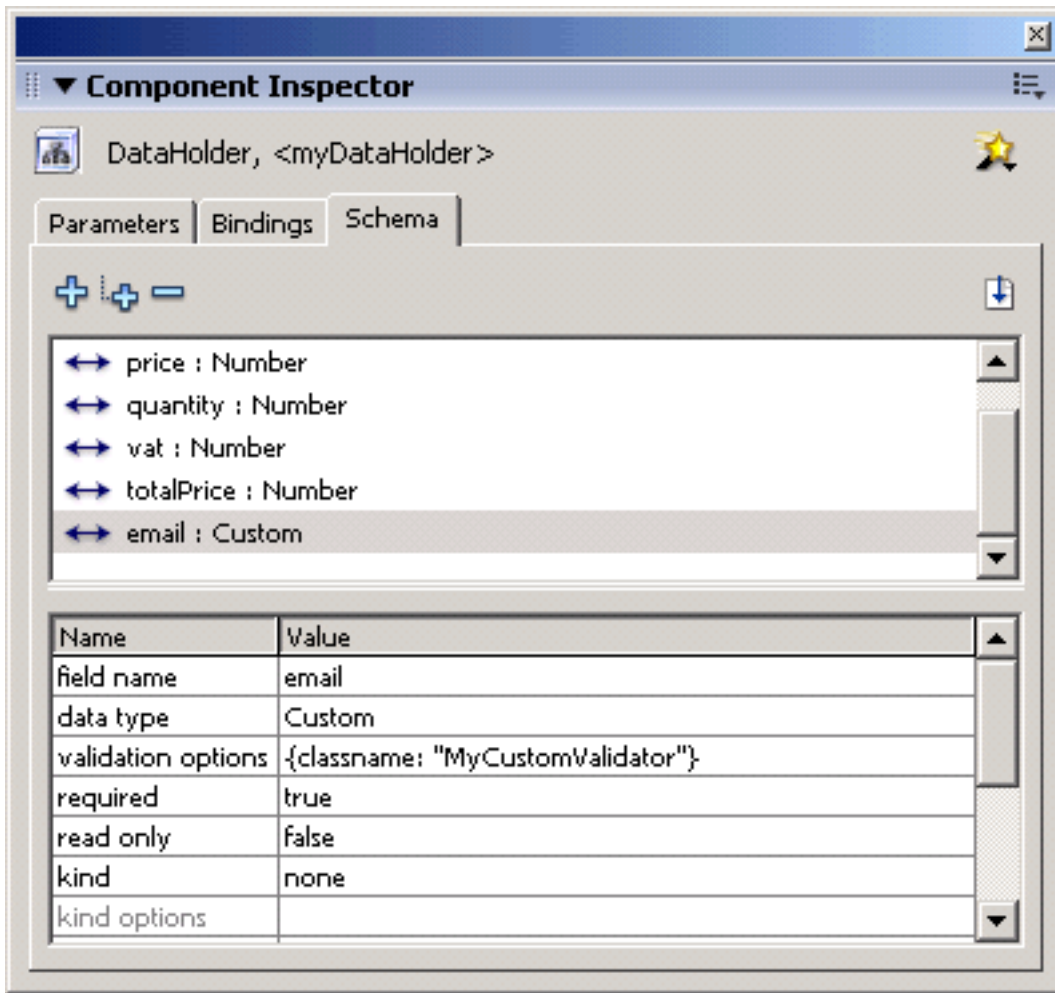 Component Inspector
DataHolder, <myDataHolder>
Parameters Bindings Schema
price : Number
quantity : Number
vat : Number
totalPrice : Number
email : Custom
Name Value
field name email
data type Custom
validation options {classname: "MyCustomValidator"}
required true
read only false
kind none
kind options